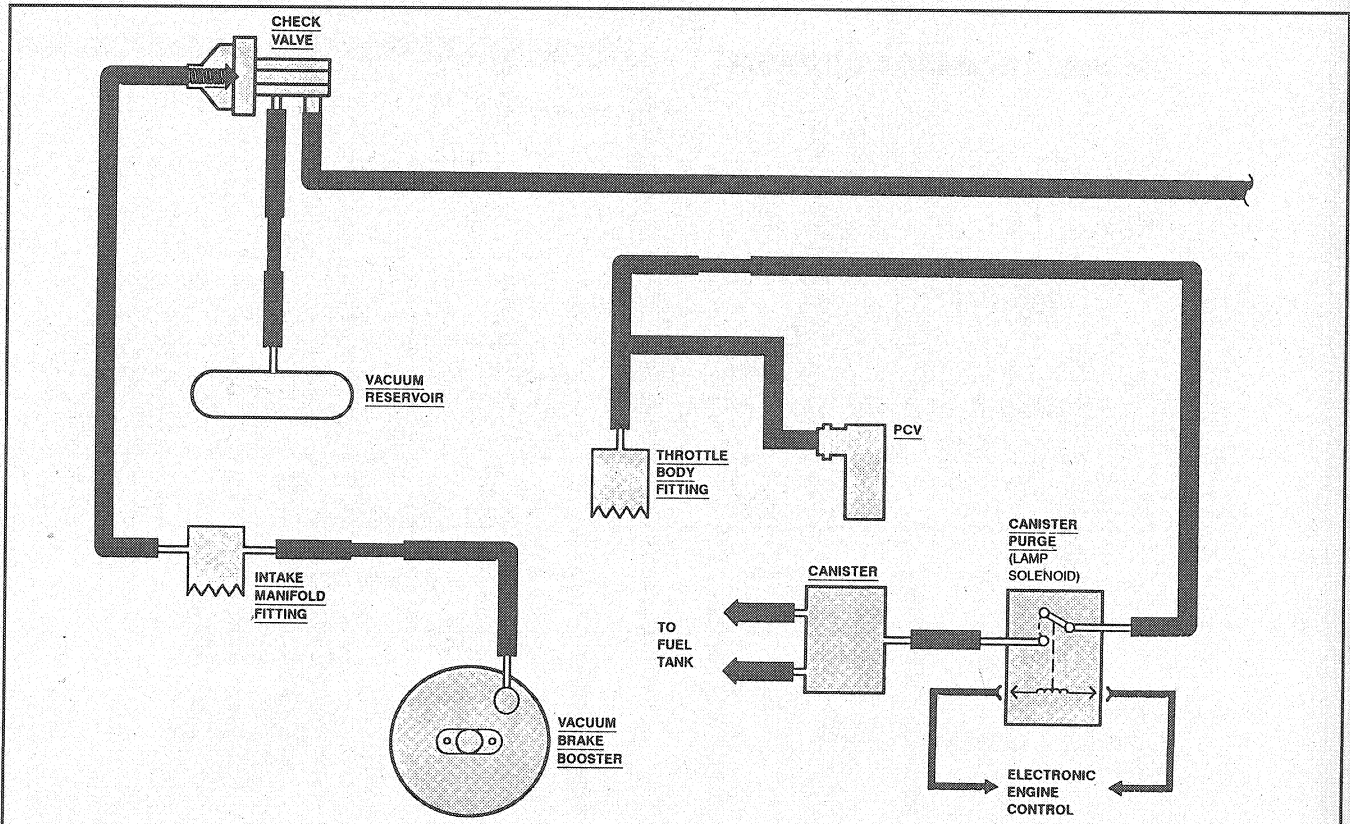 CHECK
VALVE
VACUUM
RESERVOIR
THROTTLE
BODY
FITTING
PCV
INTAKE
MANIFOLD
FITTING
CANISTER
CANISTER
PURGE
(LAMP
SOLENOID)
TO
FUEL
TANK
VACUUM
BRAKE
BOOSTER
ELECTRONIC
ENGINE
CONTROL